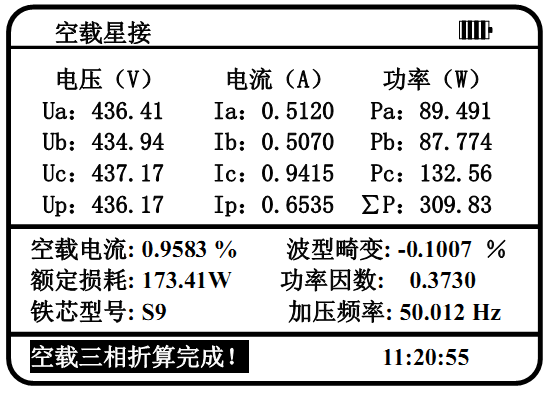 空载星接
电压（V） 电流（A） 功率（W）
Ua: 436.41 Ia: 0.5120 Pa: 89.491
Ub: 434.94 Ib: 0.5070 Pb: 87.774
Uc: 437.17 Ic: 0.9415 Pc: 132.56
Up: 436.17 Ip: 0.6535 ΣP: 309.83
空载电流: 0.9583 % 波型畸变: -0.1007 %
额定损耗: 173.41W 功率因数: 0.3730
铁芯型号: S9 加压频率: 50.012 Hz
空载三相折算完成！ 11:20:55